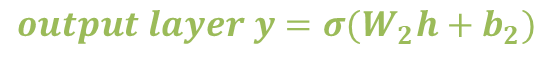 output layer y = σ(W₂h + b₂)